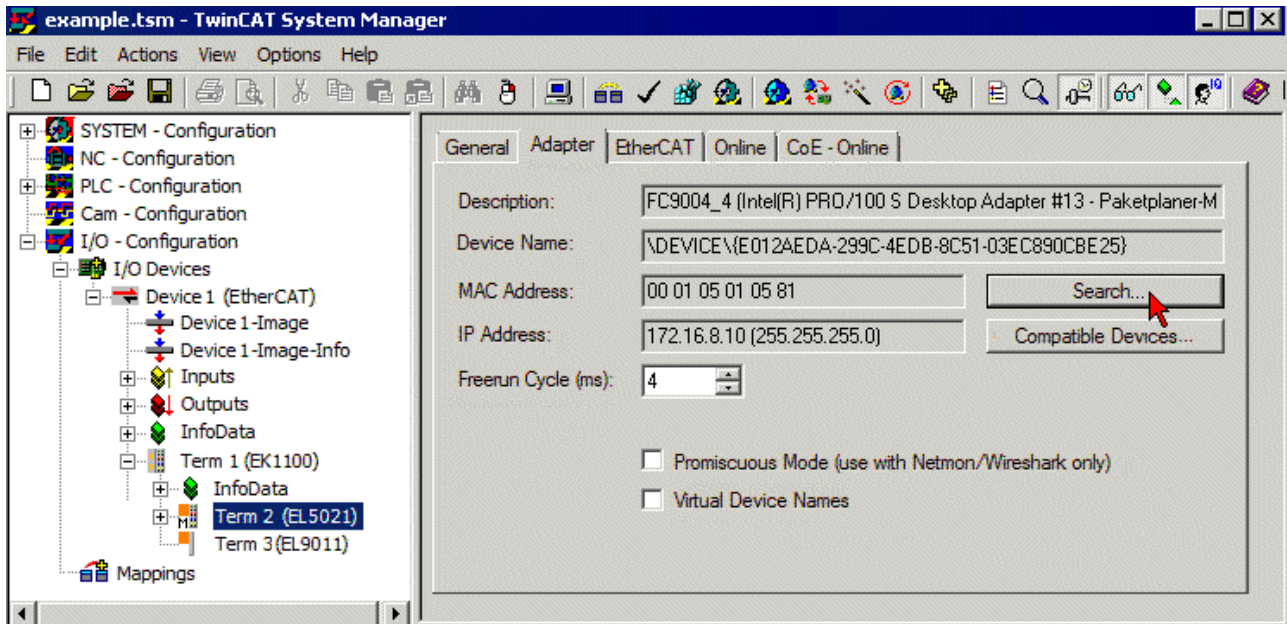 example.tsm - TwinCAT System Manager
File Edit Actions View Options Help
SYSTEM - Configuration
NC - Configuration
PLC - Configuration
Cam - Configuration
I/O - Configuration
I/O Devices
Device 1 (EtherCAT)
Device 1-Image
Device 1-Image-Info
Inputs
Outputs
InfoData
Term 1 (EK1100)
InfoData
Term 2 (EL5021)
Term 3(EL9011)
Mappings
General Adapter EtherCAT Online CoE - Online
Description: FC9004_4 (Intel(R) PRO/100 S Desktop Adapter #13 - Paketplaner-M
Device Name: \DEVICE\{E012AEDA-299C-4EDB-8C51-03EC890CBE25}
MAC Address: 00 01 05 01 05 81 Search...
IP Address: 172.16.8.10 (255.255.255.0) Compatible Devices...
Freerun Cycle (ms): 4
Promiscuous Mode (use with Netmon/Wireshark only)
Virtual Device Names